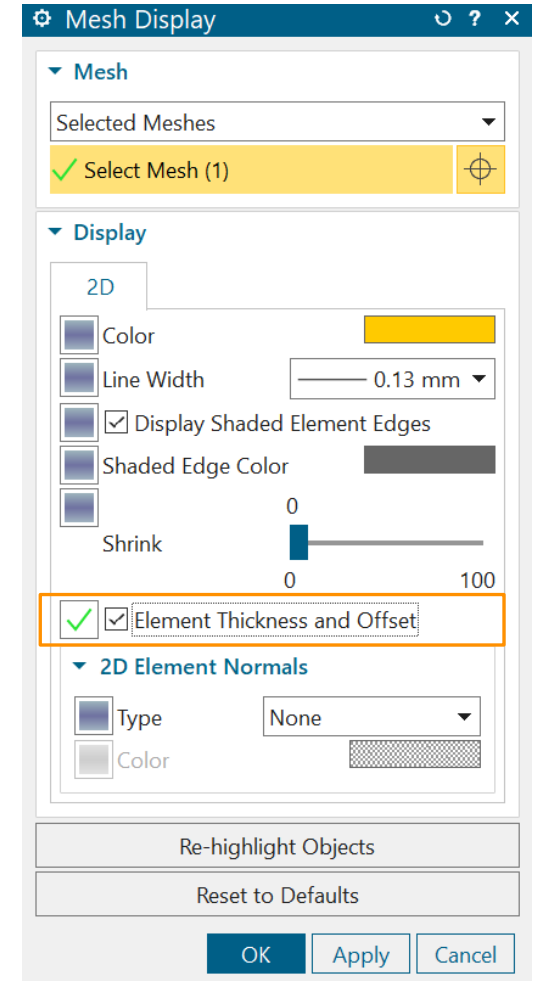 Mesh Display ?
Mesh
Selected Meshes
Select Mesh (1)
Display
2D
Color
Line Width 0.13 mm
Display Shaded Element Edges
Shaded Edge Color
0
Shrink
0 100
Element Thickness and Offset
2D Element Normals
Type None
Color
Re-highlight Objects
Reset to Defaults
OK Apply Cancel